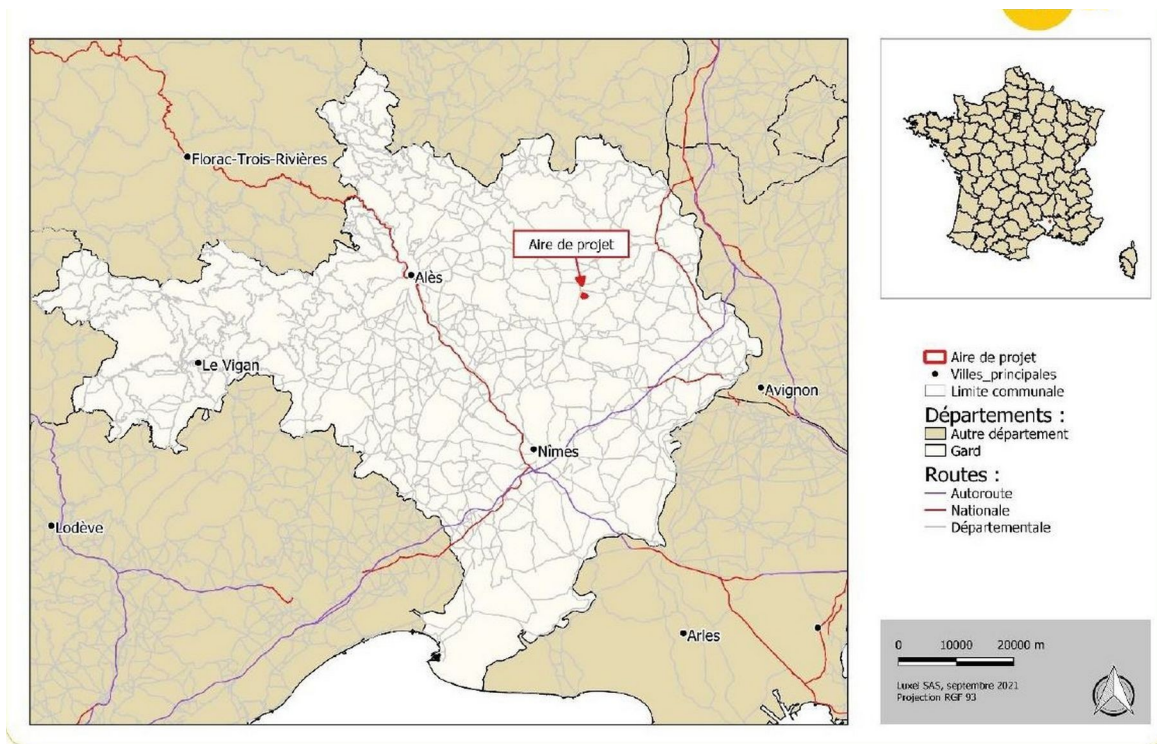 Florac-Trois-Rivières
Aire de projet
Alès
Le Vigan
Avignon
Nîmes
Lodève
Arles
Aire de projet
Villes_principales
Limite communale
Départements :
Autre département
Gard
Routes :
Autoroute
Nationale
Départementale
0 10000 20000 m
Luxel SAS, septembre 2021
Projection RGF 93